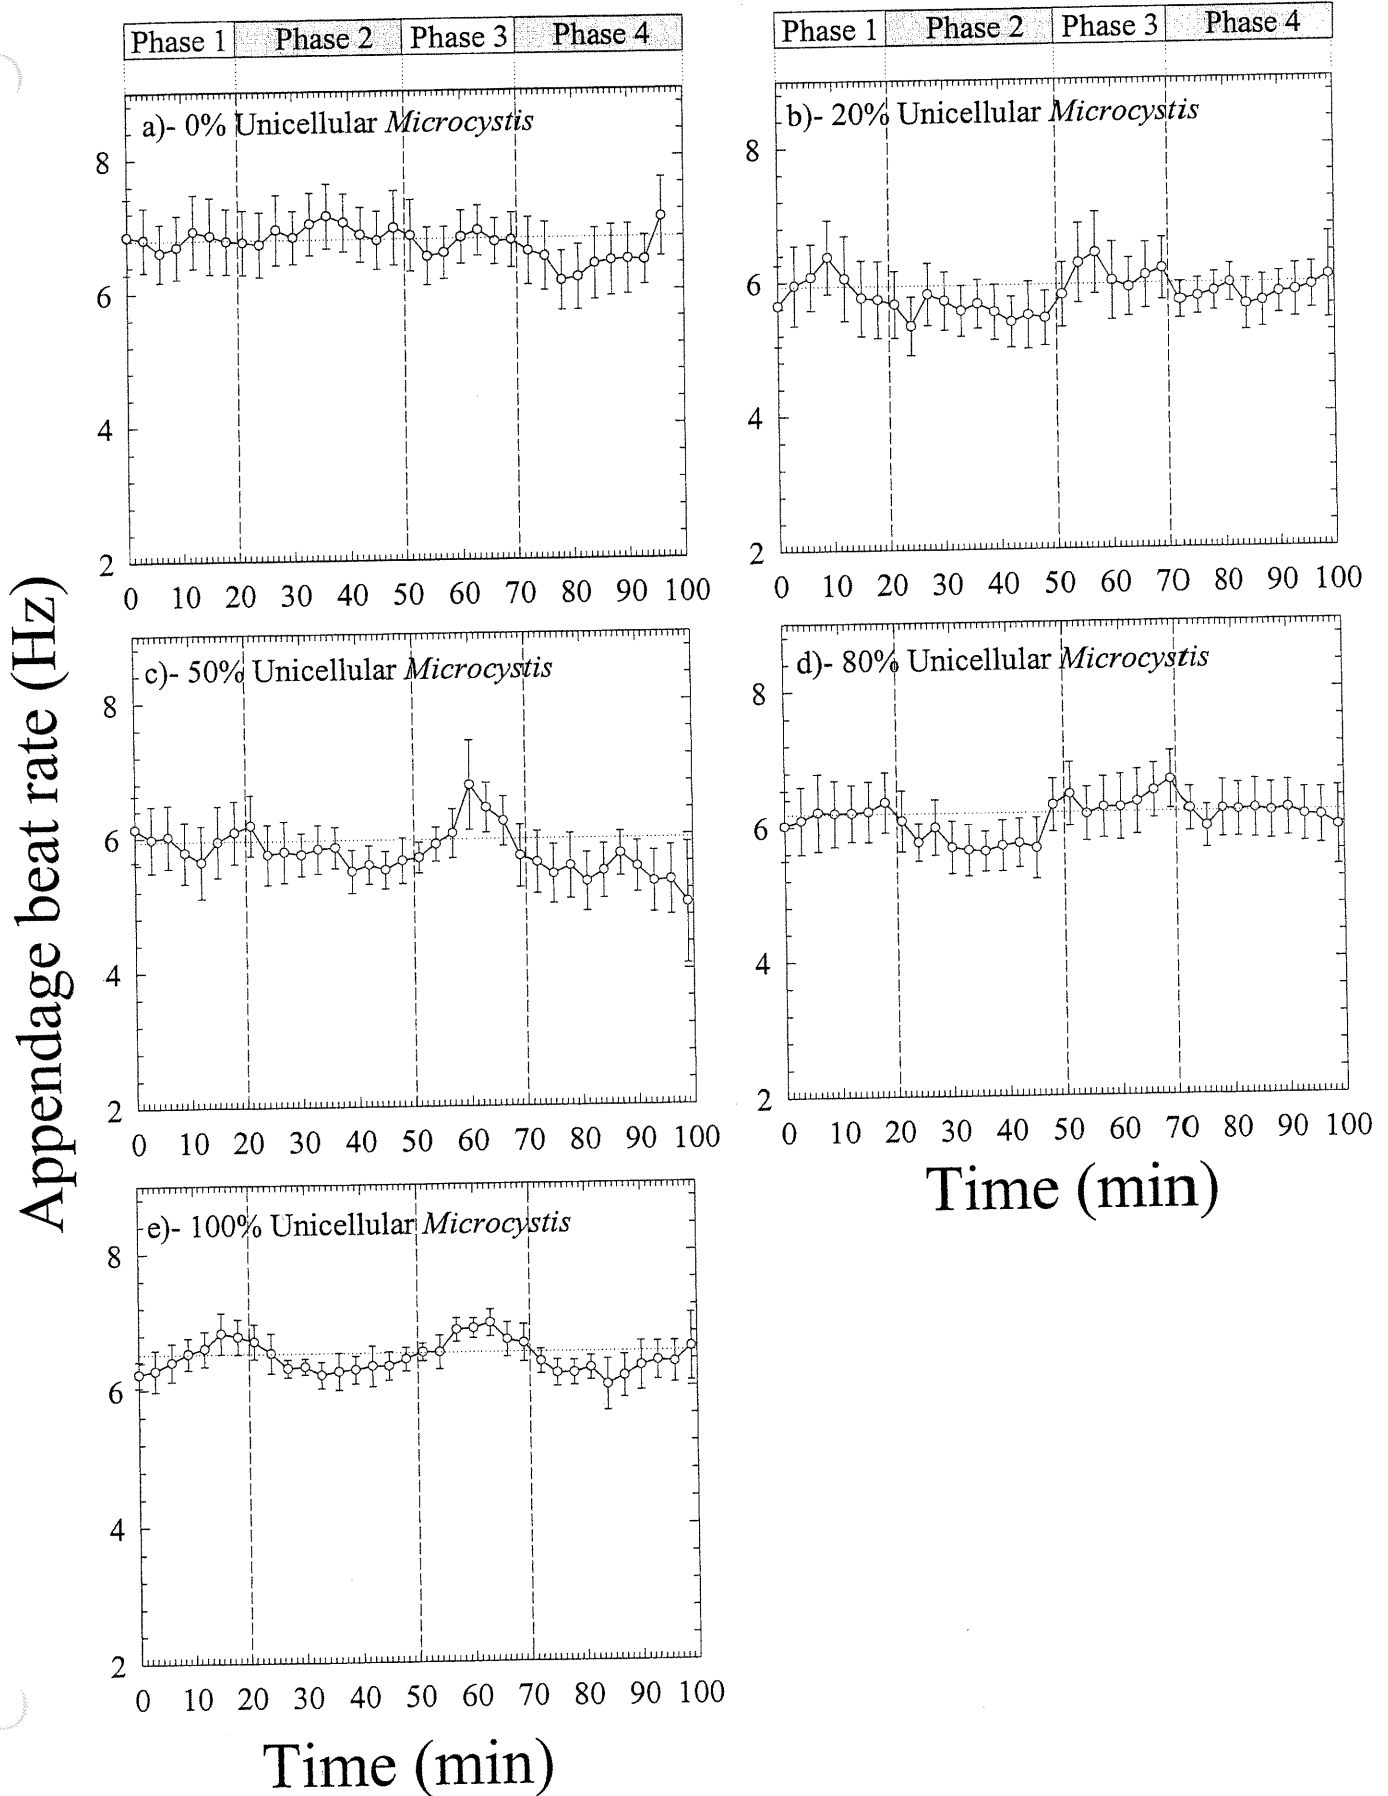 Phase 1 Phase 2 Phase 3 Phase 4
Phase 1 Phase 2 Phase 3 Phase 4
a)- 0% Unicellular Microcystis
8
6
4
2
0 10 20 30 40 50 60 70 80 90 100
b)- 20% Unicellular Microcystis
8
6
4
2
0 10 20 30 40 50 60 70 80 90 100
Appendage beat rate (Hz)
c)- 50% Unicellular Microcystis
8
6
4
2
0 10 20 30 40 50 60 70 80 90 100
d)- 80% Unicellular Microcystis
8
6
4
2
0 10 20 30 40 50 60 70 80 90 100
Time (min)
e)- 100% Unicellular Microcystis
8
6
4
2
0 10 20 30 40 50 60 70 80 90 100
Time (min)